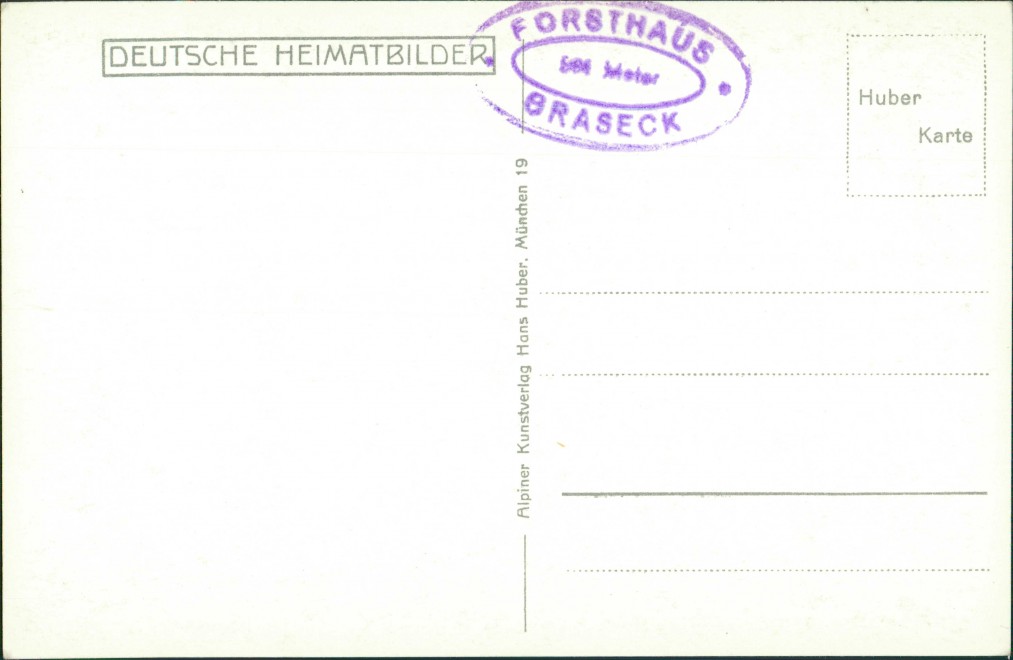 DEUTSCHE HEIMATBILDER
FORSTHAUS
Meter
GRASECK
Huber
Karte
Alpiner Kunstverlag Hans Huber, München 19